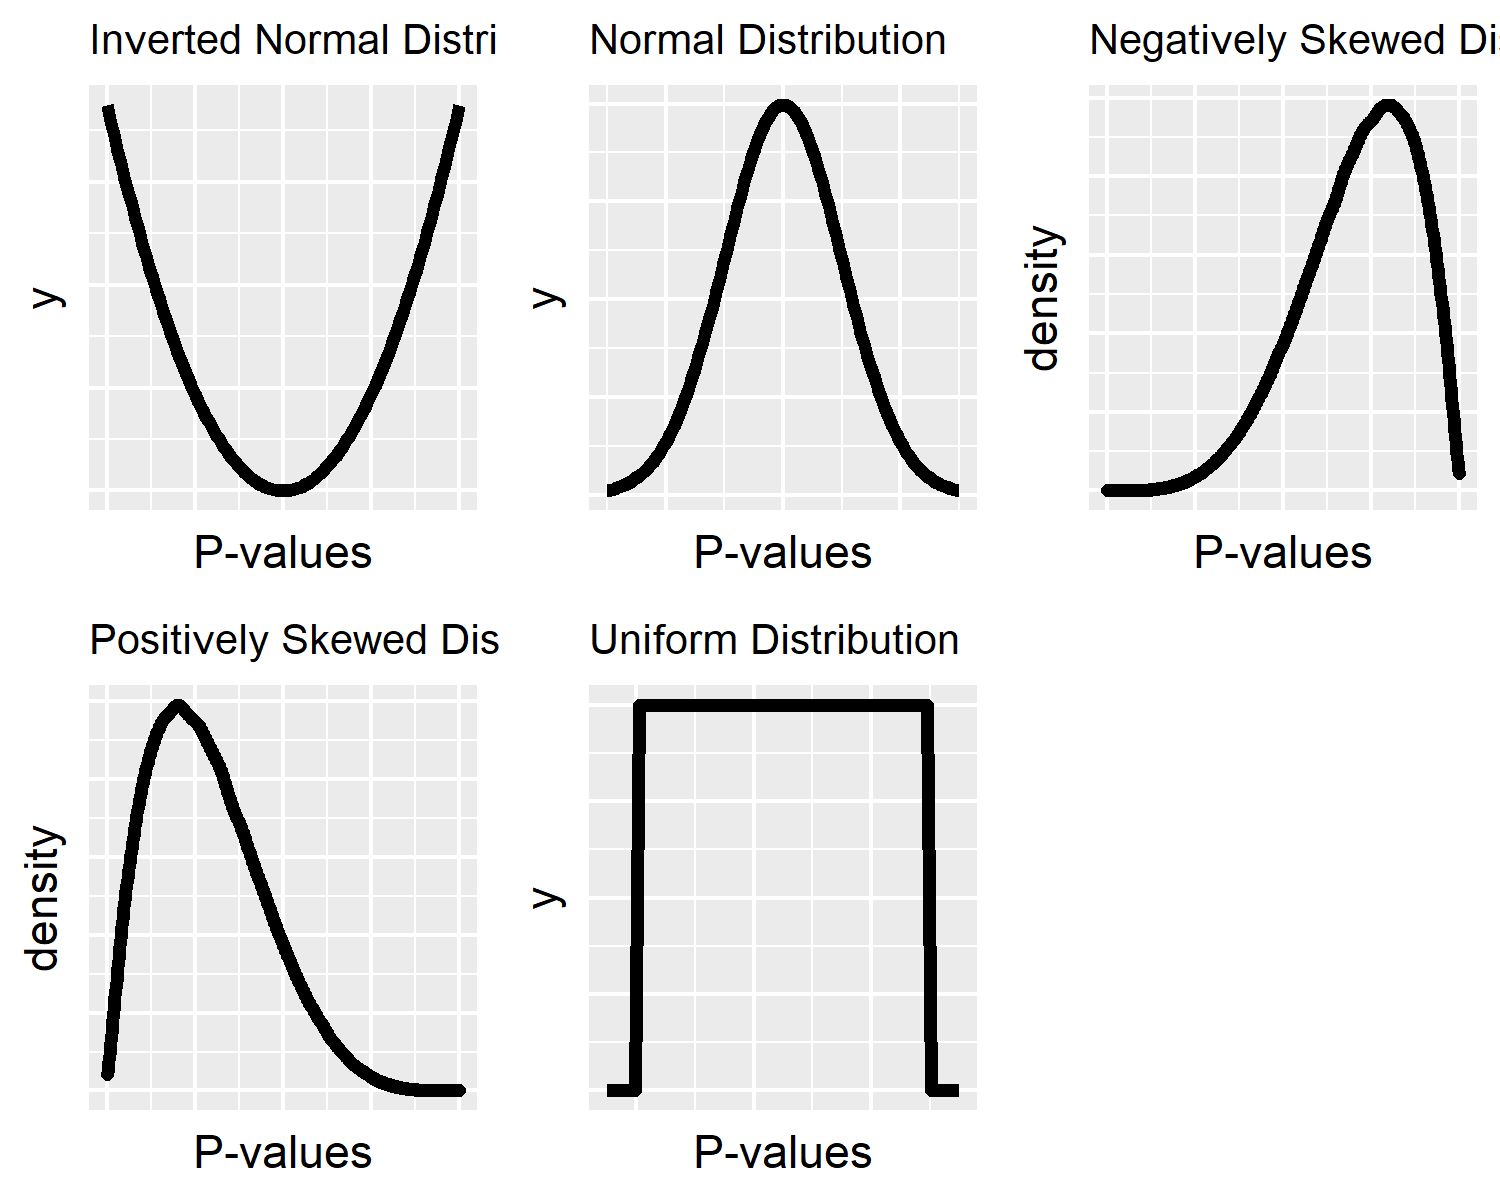 Inverted Normal Distri
Normal Distribution
Negatively Skewed Dis
y
y
density
P-values
P-values
P-values
Positively Skewed Dis
Uniform Distribution
density
y
P-values
P-values